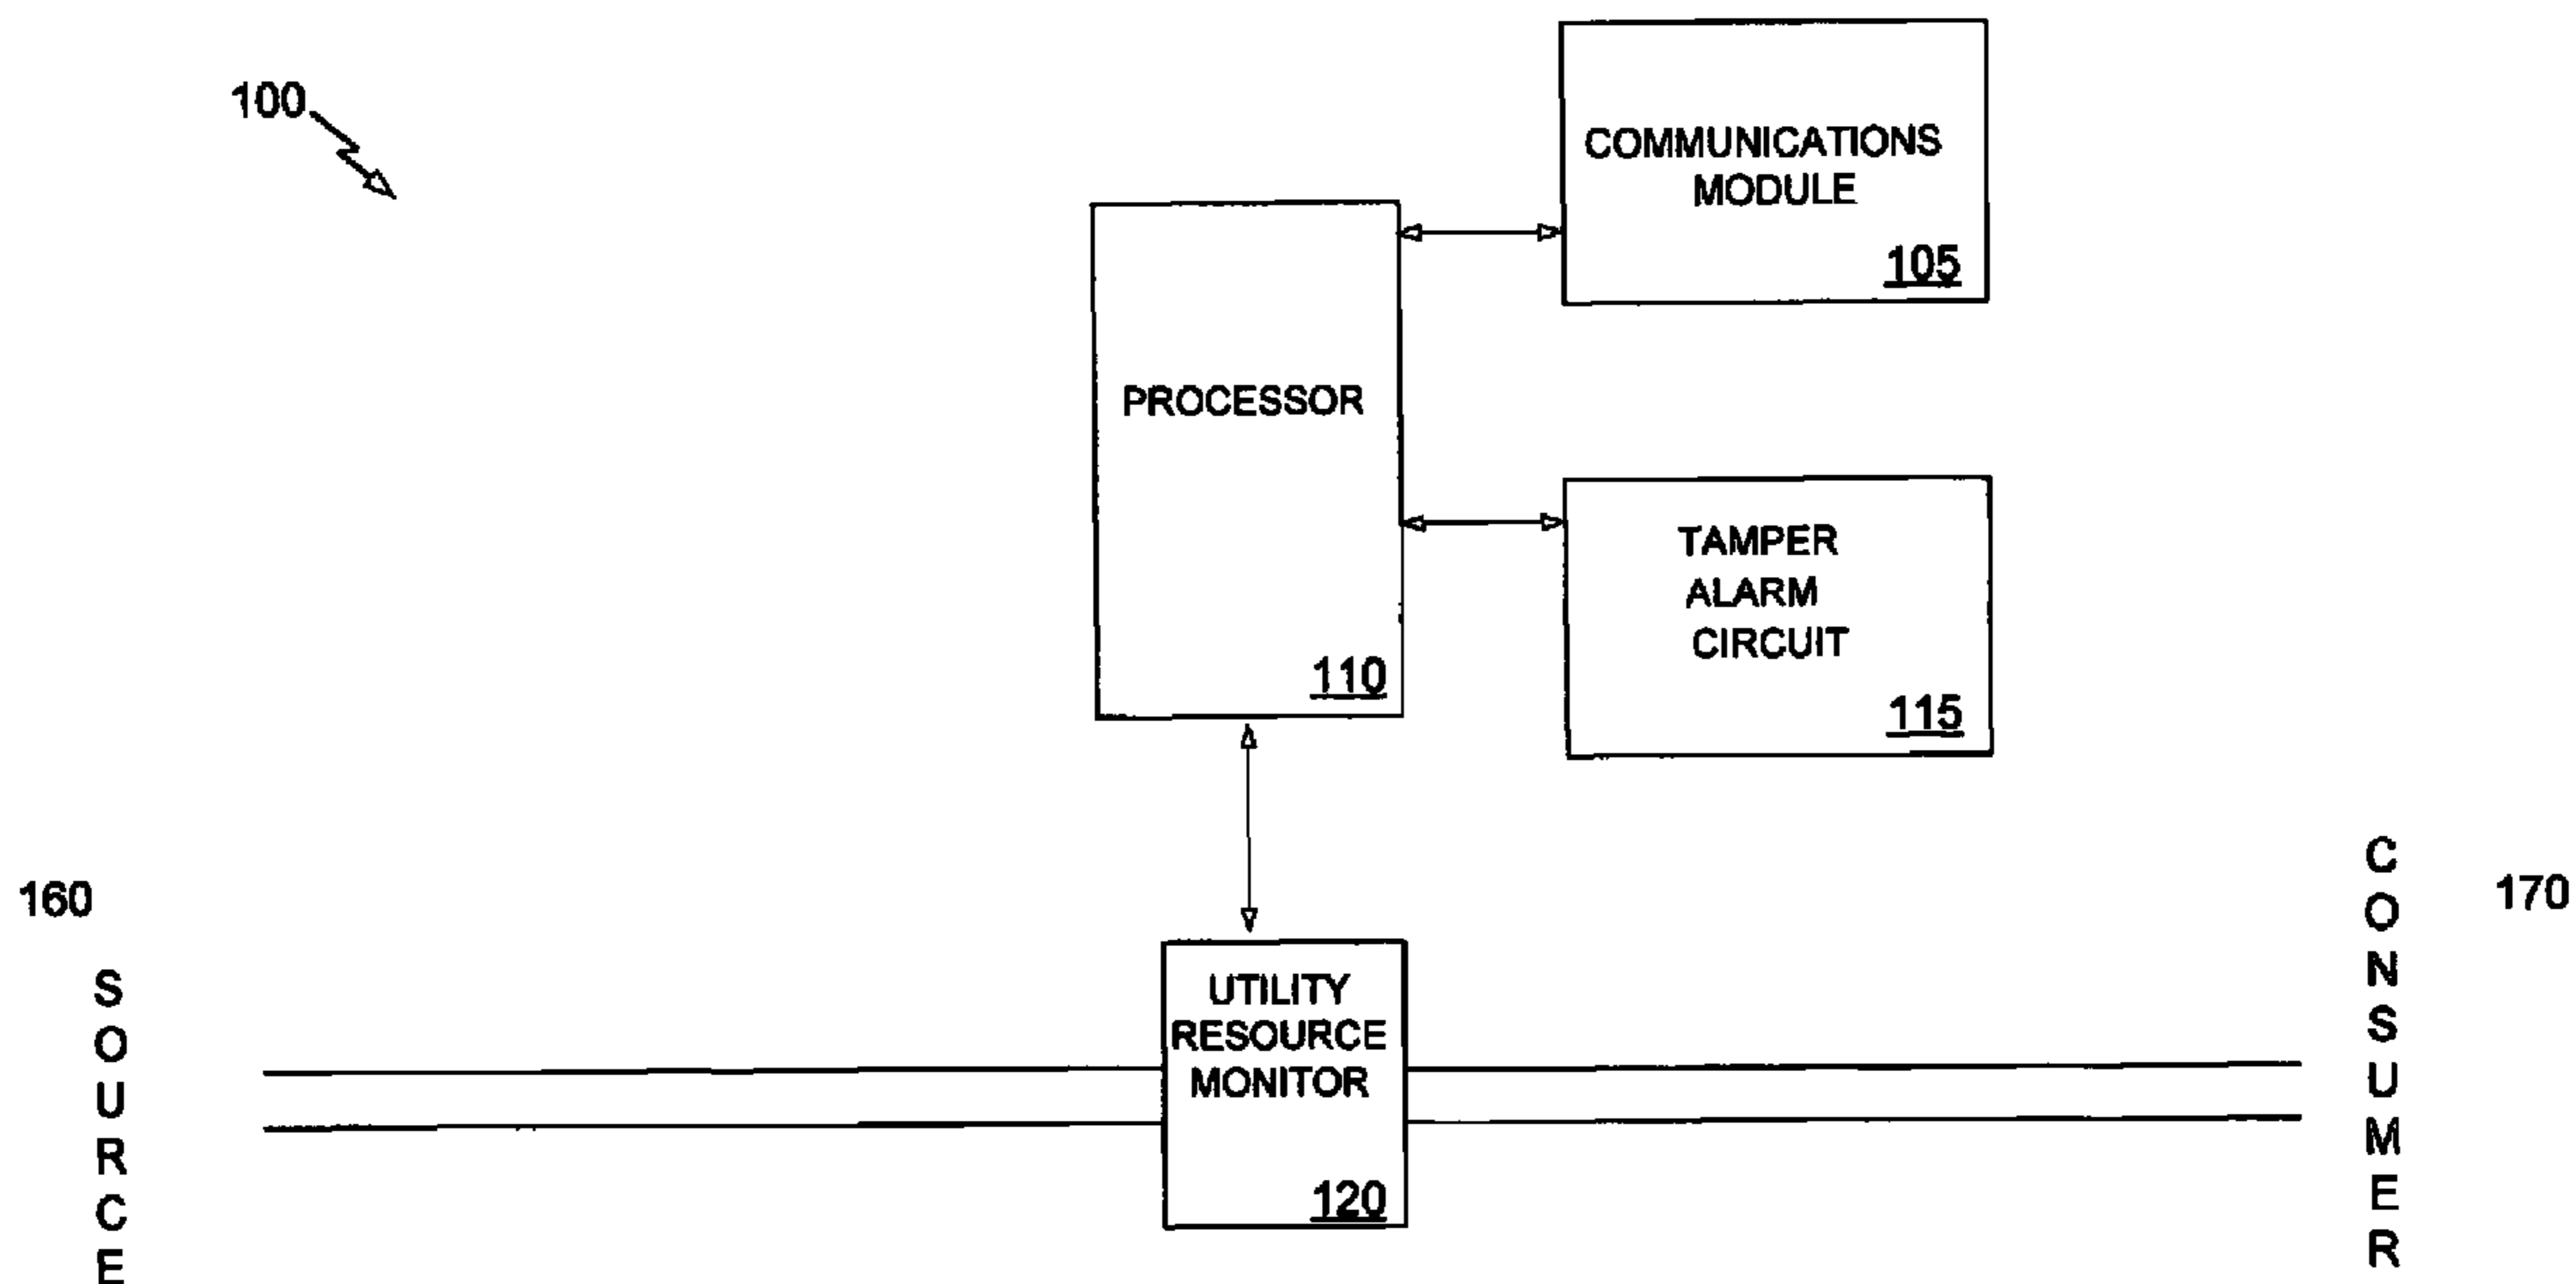 100
COMMUNICATIONS
MODULE
105
PROCESSOR
110
TAMPER
ALARM
CIRCUIT
115
160
SOURCE
UTILITY
RESOURCE
MONITOR
120
CONSUMER
170